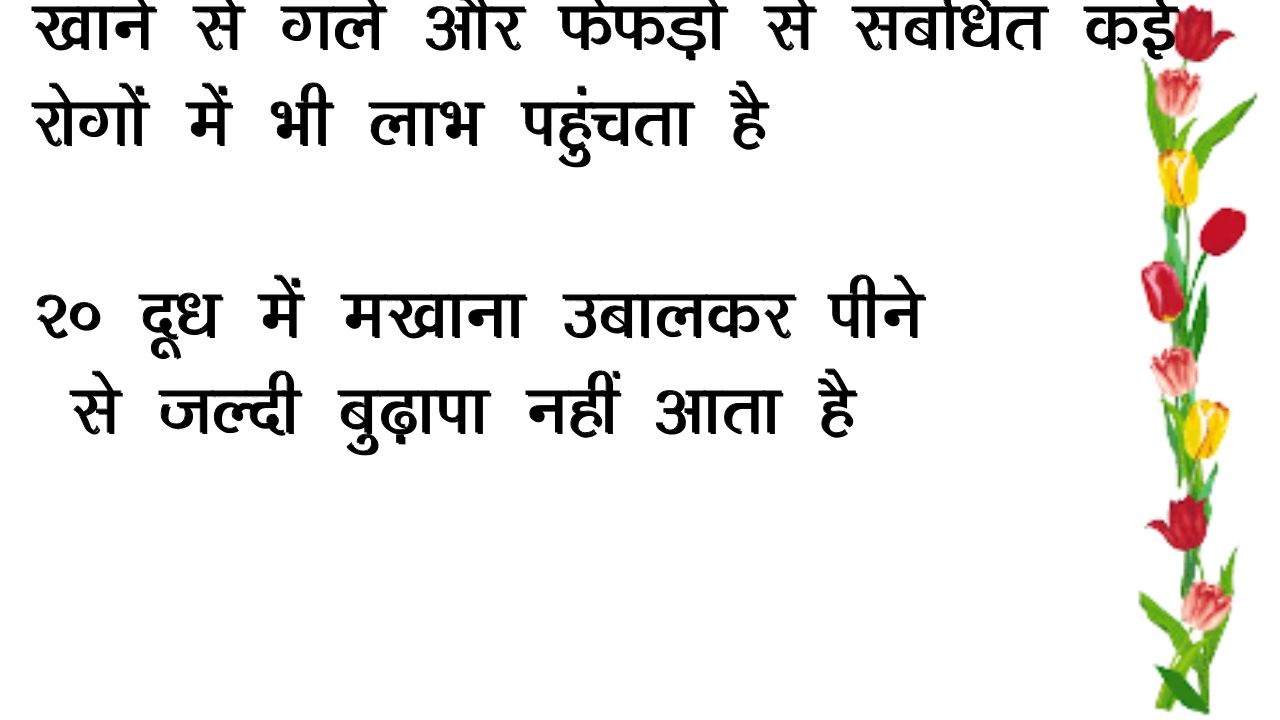 खाने से गले और फेफड़ों से संबंधित कई
रोगों में भी लाभ पहुंचता है
२० दूध में मखाना उबालकर पीने
से जल्दी बुढ़ापा नहीं आता है